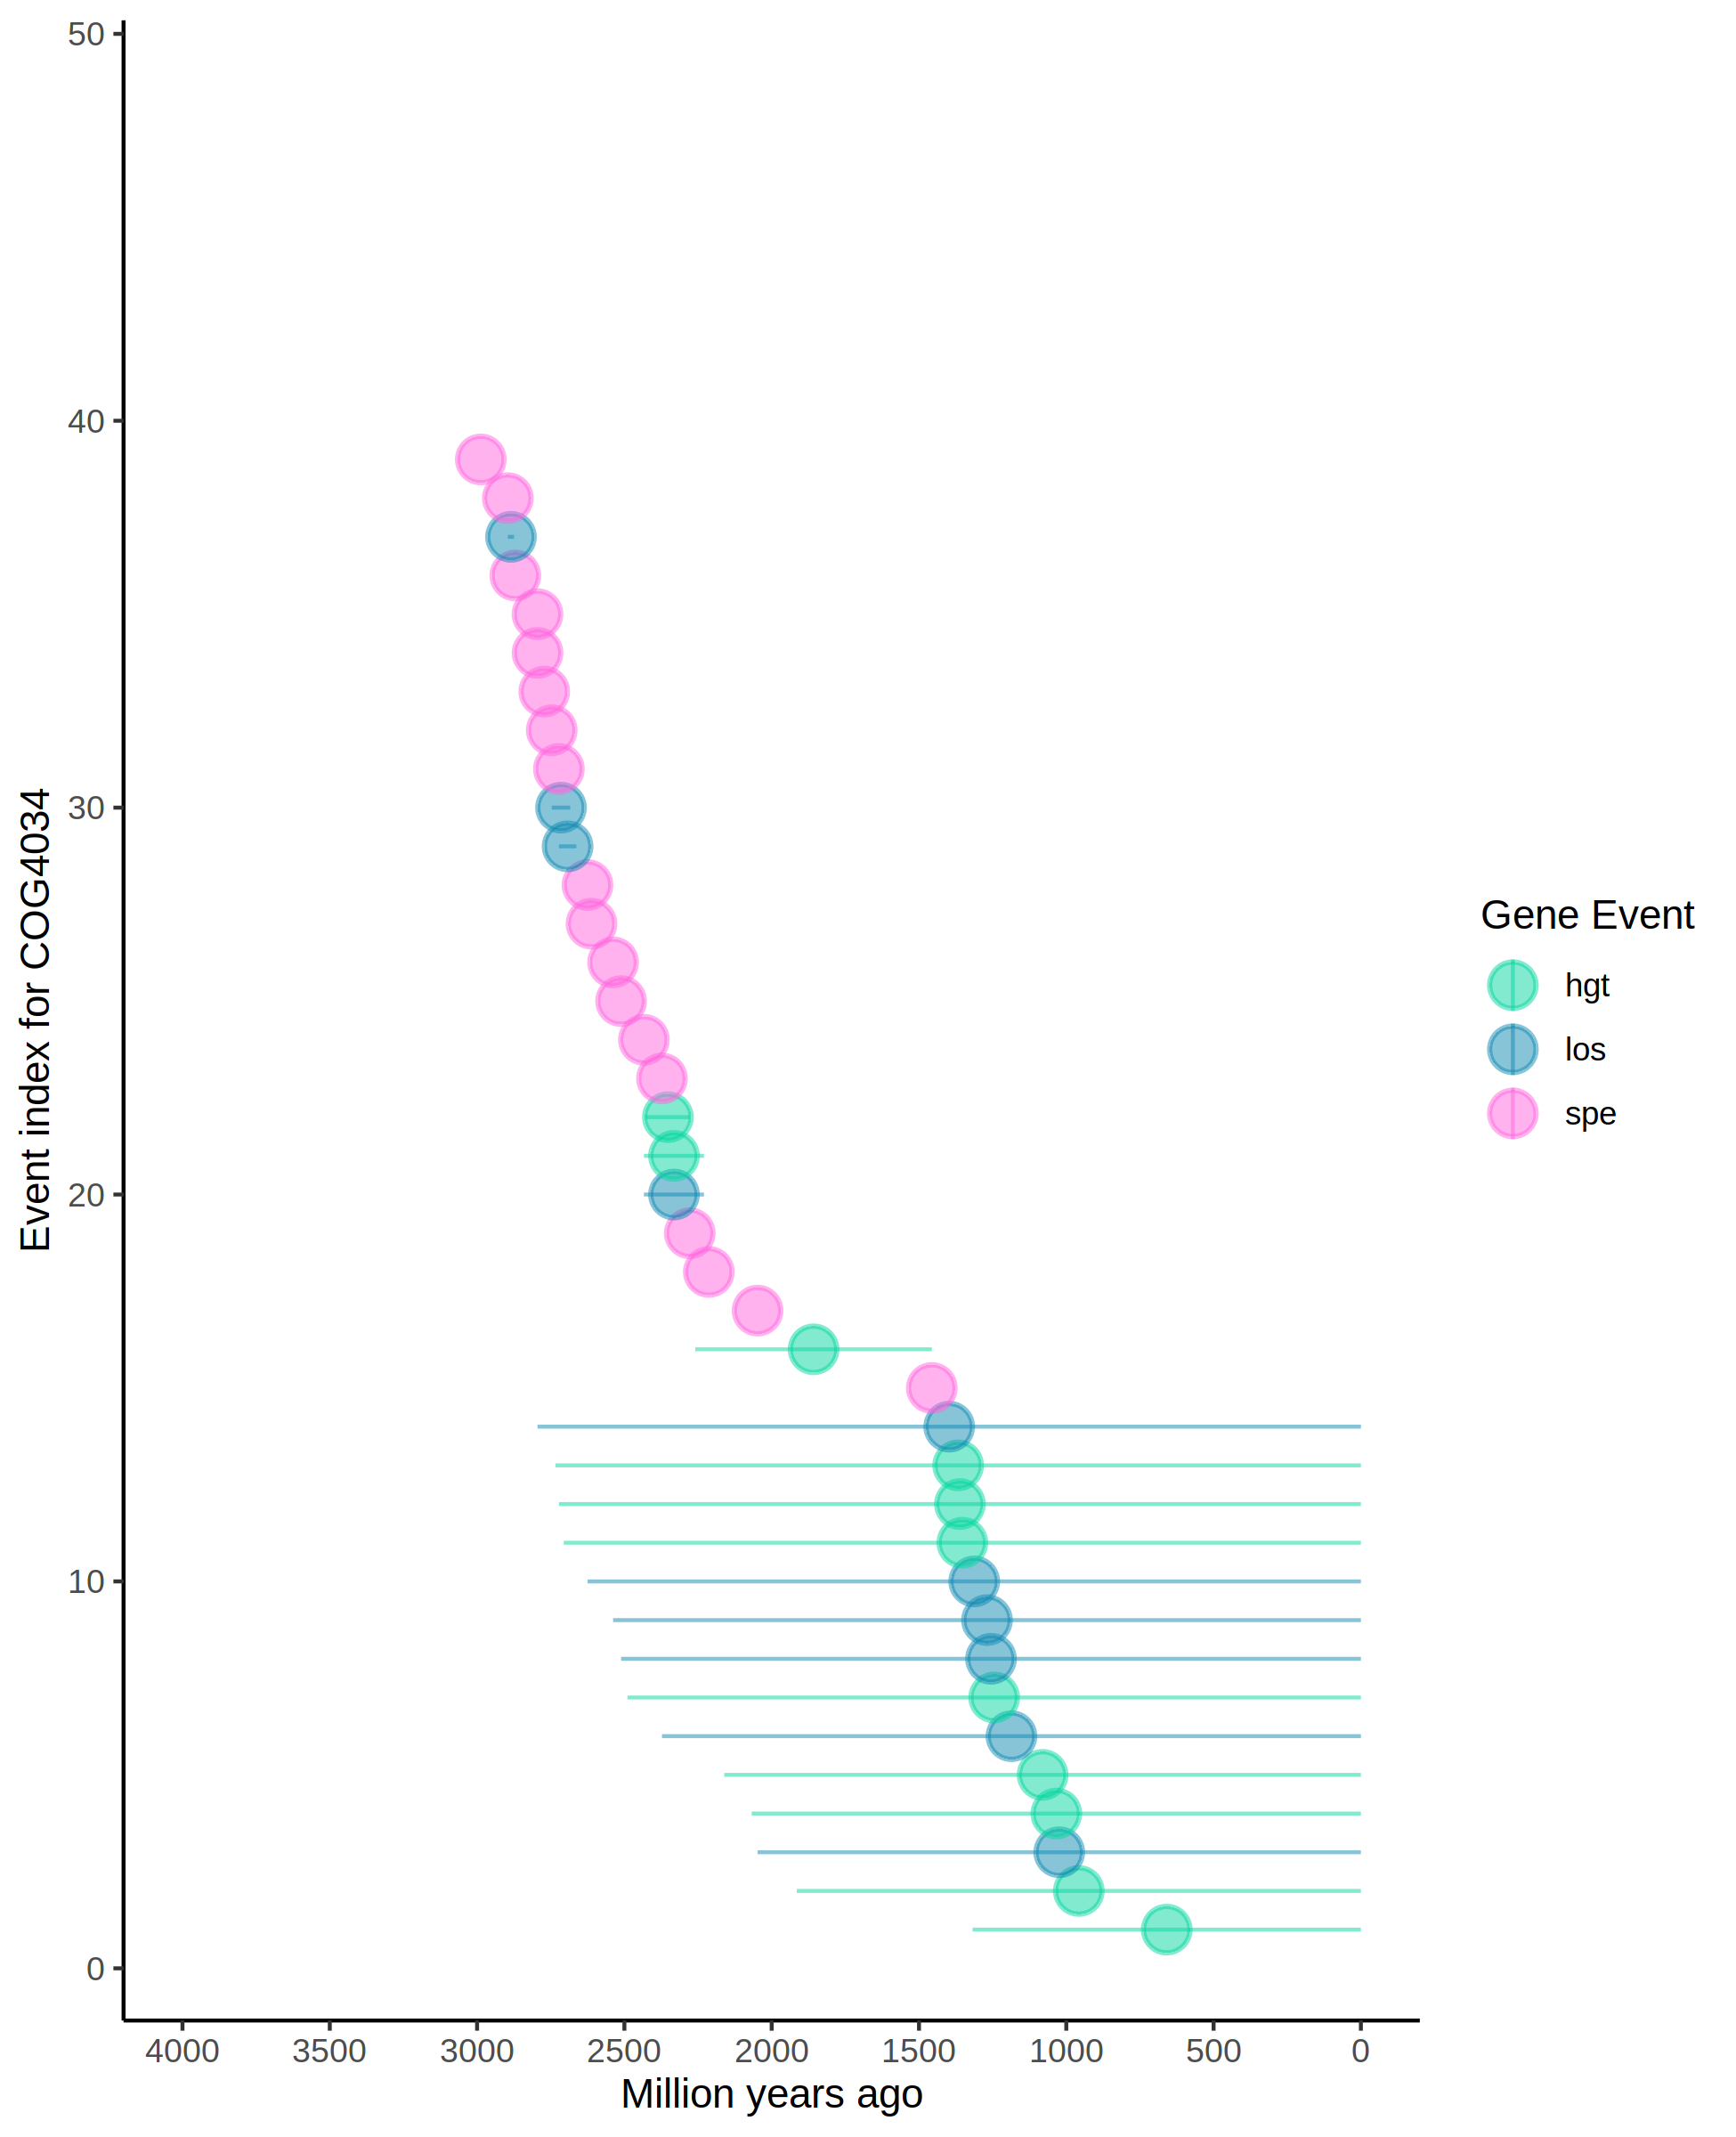 50
40
30
20
10
0
Event index for COG4034
4000 3500 3000 2500 2000 1500 1000 500 0
Million years ago
Gene Event
hgt
los
spe